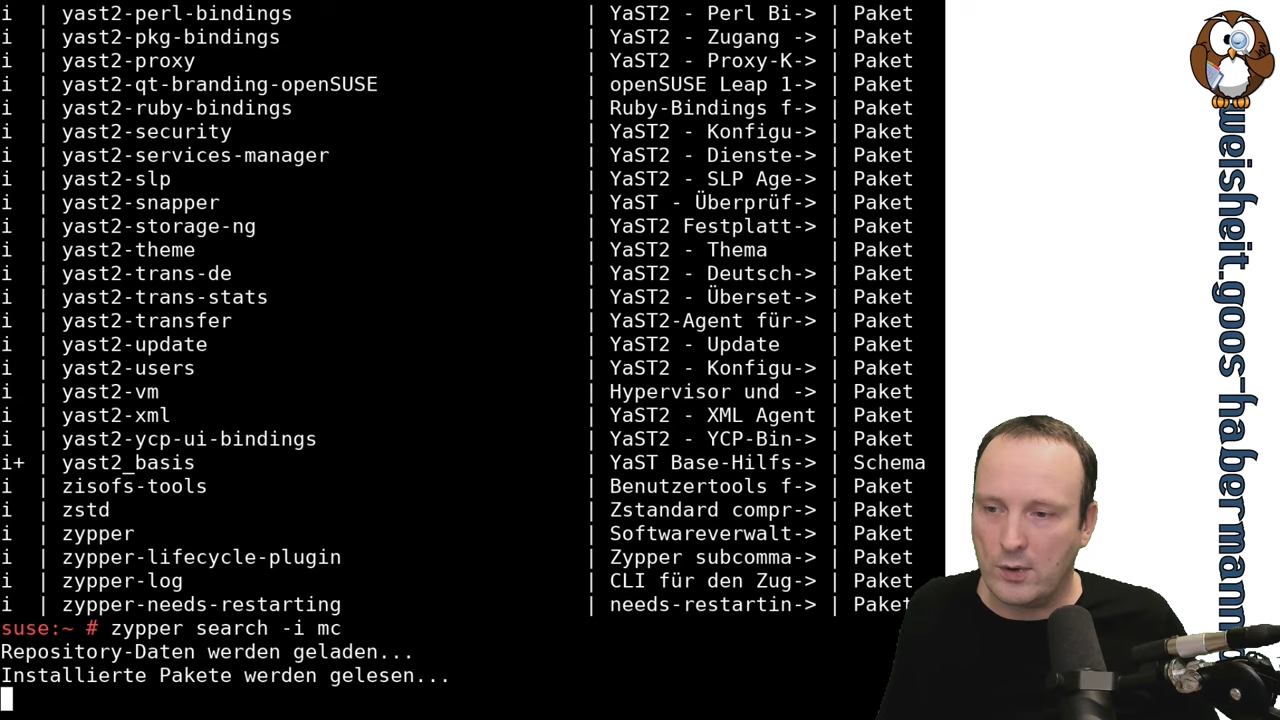 i  | yast2-perl-bindings | YaST2 - Perl Bi-> | Paket
i  | yast2-pkg-bindings | YaST2 - Zugang -> | Paket
i  | yast2-proxy | YaST2 - Proxy-K-> | Paket
i  | yast2-qt-branding-openSUSE | openSUSE Leap 1-> | Paket
i  | yast2-ruby-bindings | Ruby-Bindings f-> | Paket
i  | yast2-security | YaST2 - Konfigu-> | Paket
i  | yast2-services-manager | YaST2 - Dienste-> | Paket
i  | yast2-slp | YaST2 - SLP Age-> | Paket
i  | yast2-snapper | YaST - Überprüf-> | Paket
i  | yast2-storage-ng | YaST2 Festplatt-> | Paket
i  | yast2-theme | YaST2 - Thema | Paket
i  | yast2-trans-de | YaST2 - Deutsch-> | Paket
i  | yast2-trans-stats | YaST2 - Überset-> | Paket
i  | yast2-transfer | YaST2-Agent für-> | Paket
i  | yast2-update | YaST2 - Update | Paket
i  | yast2-users | YaST2 - Konfigu-> | Paket
i  | yast2-vm | Hypervisor und -> | Paket
i  | yast2-xml | YaST2 - XML Agent | Paket
i  | yast2-ycp-ui-bindings | YaST2 - YCP-Bin-> | Paket
i+ | yast2_basis | YaST Base-Hilfs-> | Schema
i  | zisofs-tools | Benutzertools f-> | Paket
i  | zstd | Zstandard compr-> | Paket
i  | zypper | Softwareverwalt-> | Paket
i  | zypper-lifecycle-plugin | Zypper subcomma-> | Paket
i  | zypper-log | CLI für den Zug-> | Paket
i  | zypper-needs-restarting | needs-restartin-> | Paket
suse:~ # zypper search -i mc
Repository-Daten werden geladen...
Installierte Pakete werden gelesen...
weisheit.goos-habermann.d